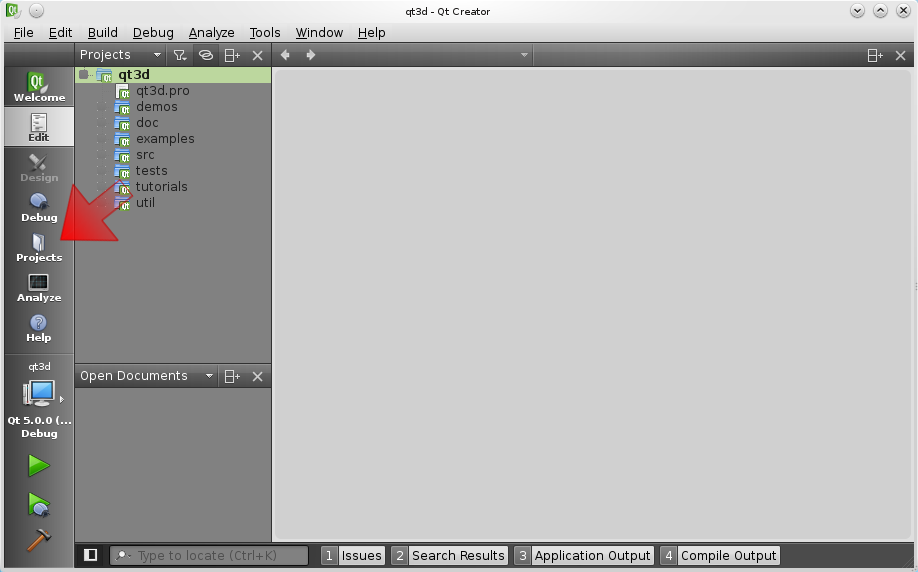 qt3d - Qt Creator
File Edit Build Debug Analyze Tools Window Help
Projects
Welcome
Edit
Design
Debug
Projects
Analyze
Help
qt3d
Qt 5.0.0 (...
Debug
qt3d
qt3d.pro
demos
doc
examples
src
tests
tutorials
util
Open Documents
Type to locate (Ctrl+K)
1 Issues 2 Search Results 3 Application Output 4 Compile Output